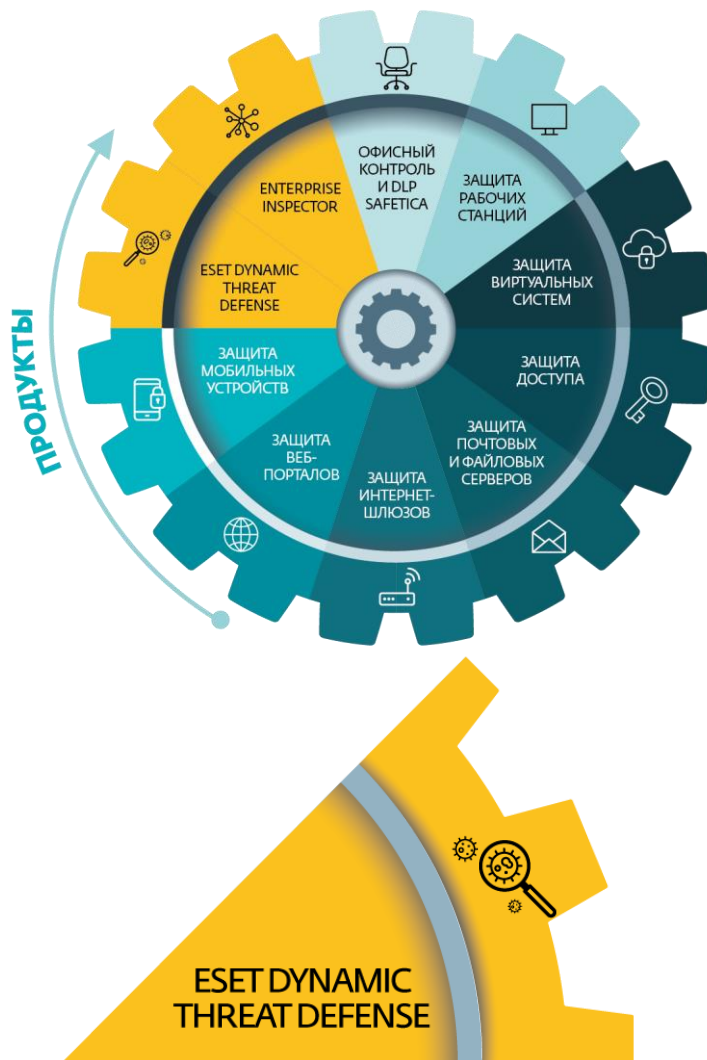 ПРОДУКТЫ
ОФИСНЫЙ
КОНТРОЛЬ
И DLP
SAFETICA
ЗАЩИТА
РАБОЧИХ
СТАНЦИЙ
ЗАЩИТА
ВИРТУАЛЬНЫХ
СИСТЕМ
ЗАЩИТА
ДОСТУПА
ЗАЩИТА
ПОЧТОВЫХ
И ФАЙЛОВЫХ
СЕРВЕРОВ
ЗАЩИТА
ИНТЕРНЕТ-
ШЛЮЗОВ
ЗАЩИТА
ВЕБ-
ПОРТАЛОВ
ЗАЩИТА
МОБИЛЬНЫХ
УСТРОЙСТВ
ESET DYNAMIC
THREAT
DEFENSE
ENTERPRISE
INSPECTOR
ESET DYNAMIC
THREAT DEFENSE